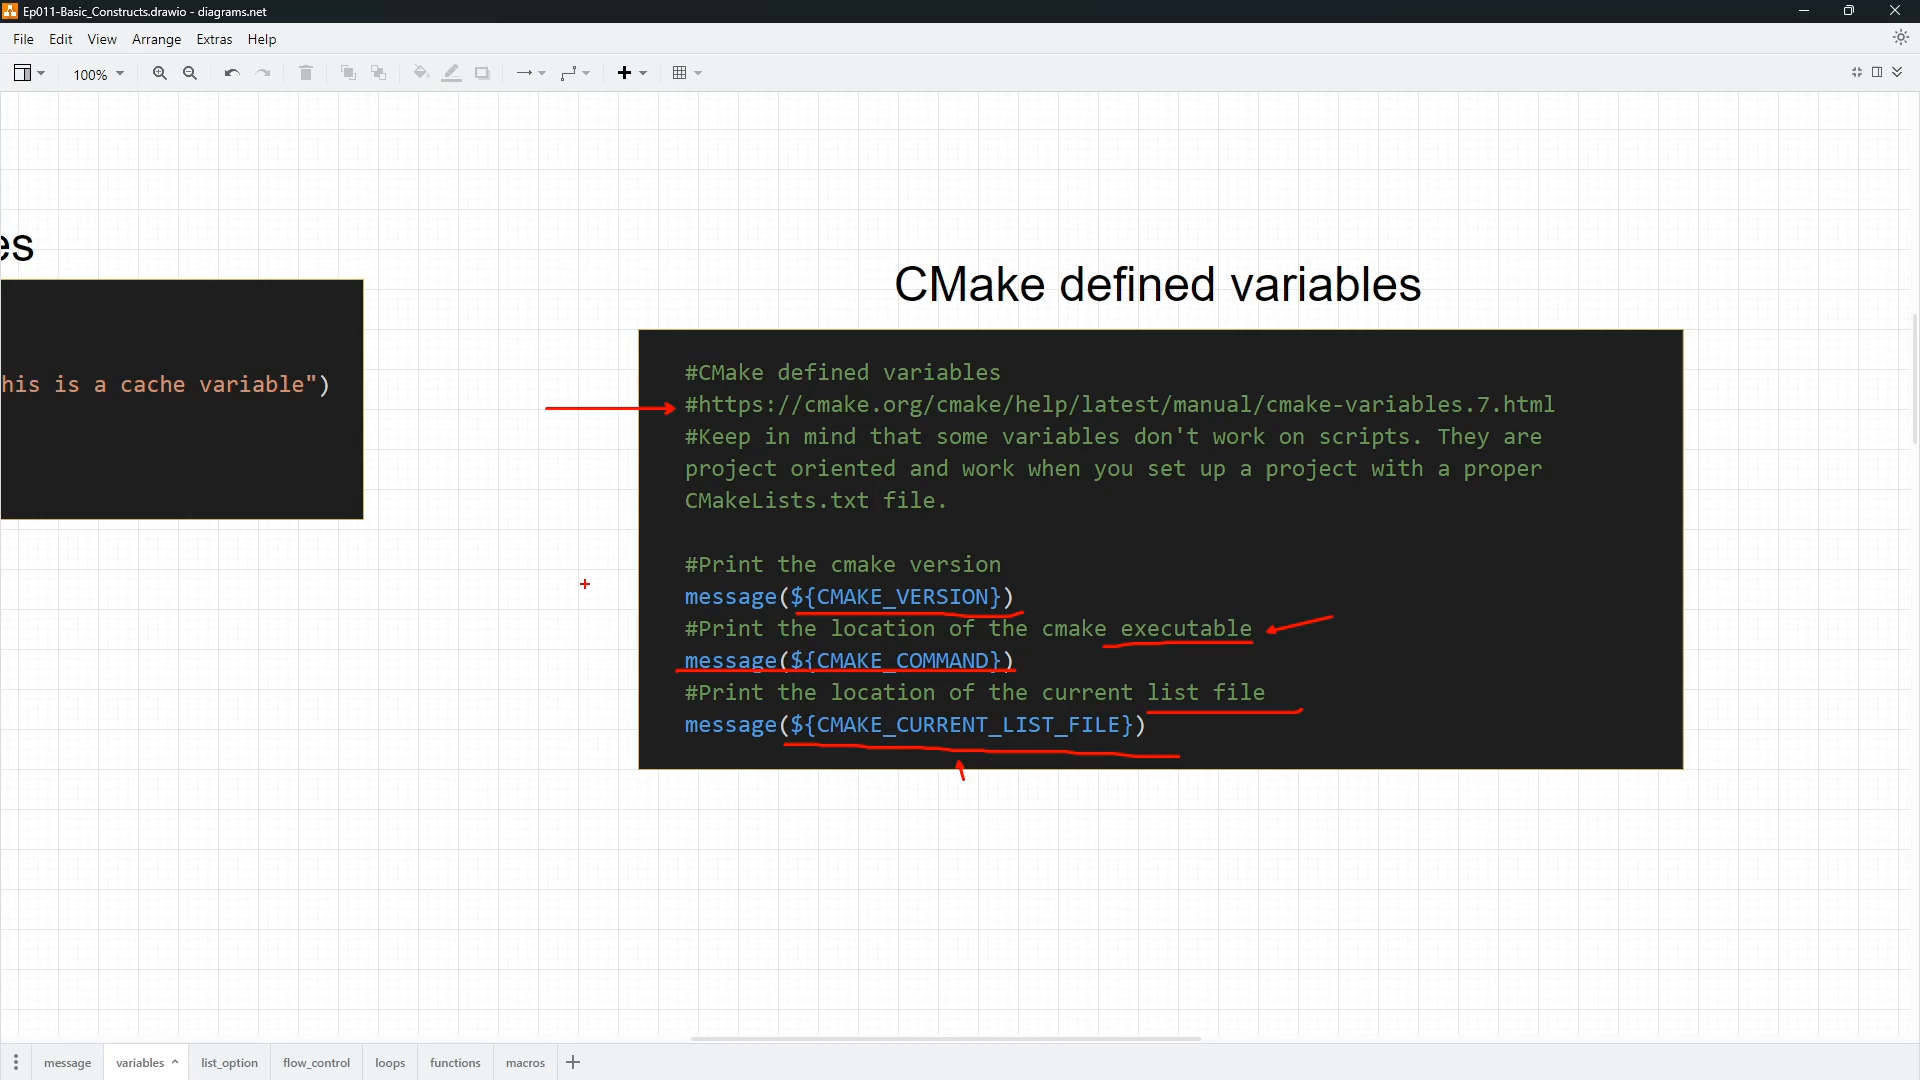 Ep011-Basic_Constructs.drawio - diagrams.net
File Edit View Arrange Extras Help
100%
es
his is a cache variable")
CMake defined variables
#CMake defined variables
#https://cmake.org/cmake/help/latest/manual/cmake-variables.7.html
#Keep in mind that some variables don't work on scripts. They are
project oriented and work when you set up a project with a proper
CMakeLists.txt file.
#Print the cmake version
message(${CMAKE_VERSION})
#Print the location of the cmake executable
message(${CMAKE_COMMAND})
#Print the location of the current list file
message(${CMAKE_CURRENT_LIST_FILE})
message variables list_option flow_control loops functions macros